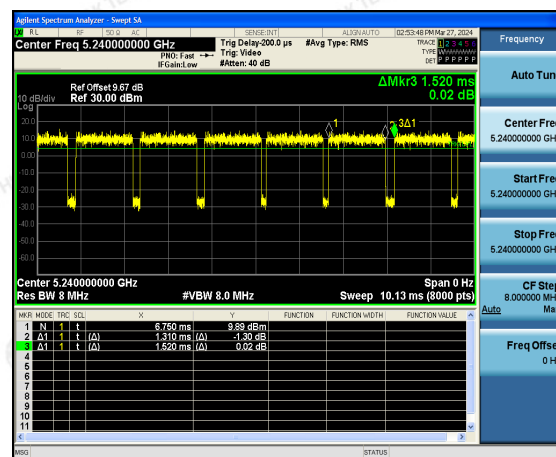 Agilent Spectrum Analyzer - Swept SA
RL RF 50 Ω AC SENSE:INT ALIGNAUTO 02:53:48 PM Mar 27, 2024
Center Freq 5.240000000 GHz
PNO: Fast
IFGain:Low
Trig Delay-200.0 µs
Trig: Video
#Atten: 40 dB
#Avg Type: RMS
TRACE 1 2 3 4 5 6
TYPE
DET P P P P P P
Frequency
Auto Tun
Ref Offset 9.67 dB
Ref 30.00 dBm
10 dB/div
Log
ΔMkr3 1.520 ms
0.02 dB
20.0
10.0
0.00
-10.0
-20.0
-30.0
-40.0
-50.0
-60.0
1
3Δ1
Center Fre
5.240000000 GH
Start Fre
5.240000000 GH
Stop Fre
5.240000000 GH
CF Ste
8.000000 MH
Auto Ma
Freq Offse
0 H
Center 5.240000000 GHz Span 0 Hz
Res BW 8 MHz #VBW 8.0 MHz Sweep 10.13 ms (8000 pts)
MKR MODE TRC SCL X Y FUNCTION FUNCTION WIDTH FUNCTION VALUE
1 N 1 t 6.750 ms 9.89 dBm
2 Δ1 1 t (Δ) 1.310 ms (Δ) -1.30 dB
3 Δ1 1 t (Δ) 1.520 ms (Δ) 0.02 dB
4
5
6
7
8
9
10
11
MSG STATUS